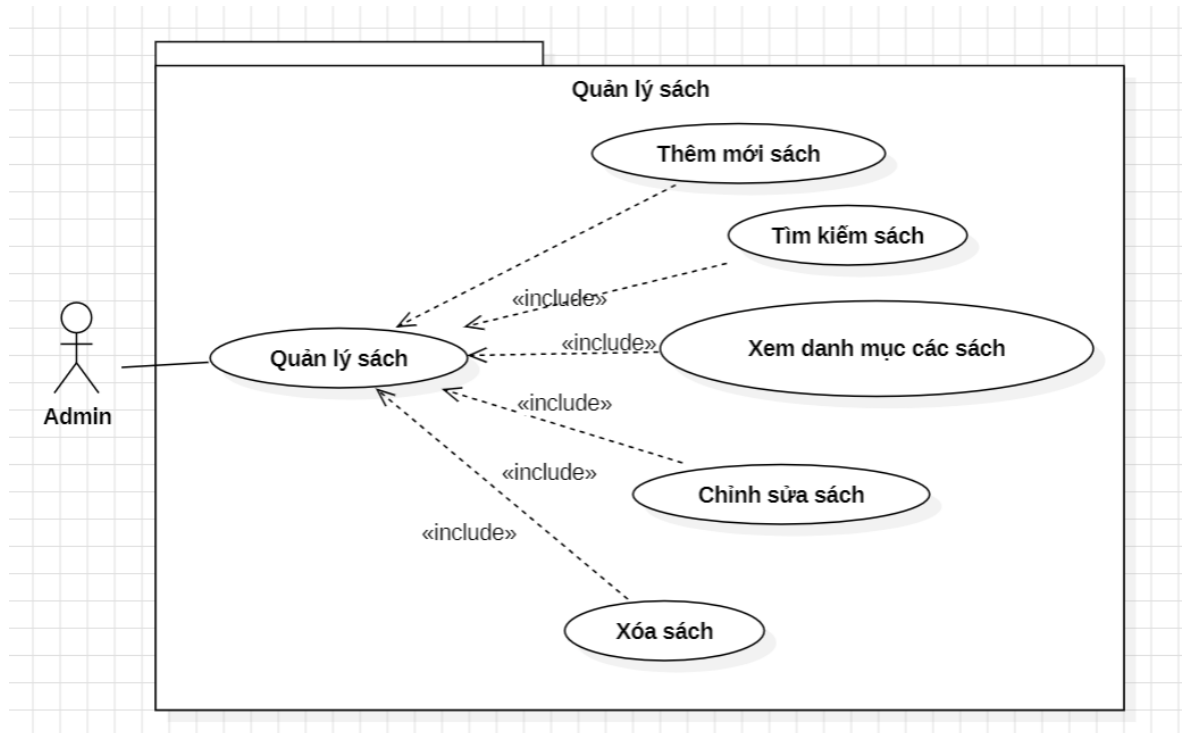 Quản lý sách
Thêm mới sách
Tìm kiếm sách
«include»
«include»
Xem danh mục các sách
Quản lý sách
«include»
Admin
«include»
Chỉnh sửa sách
«include»
Xóa sách